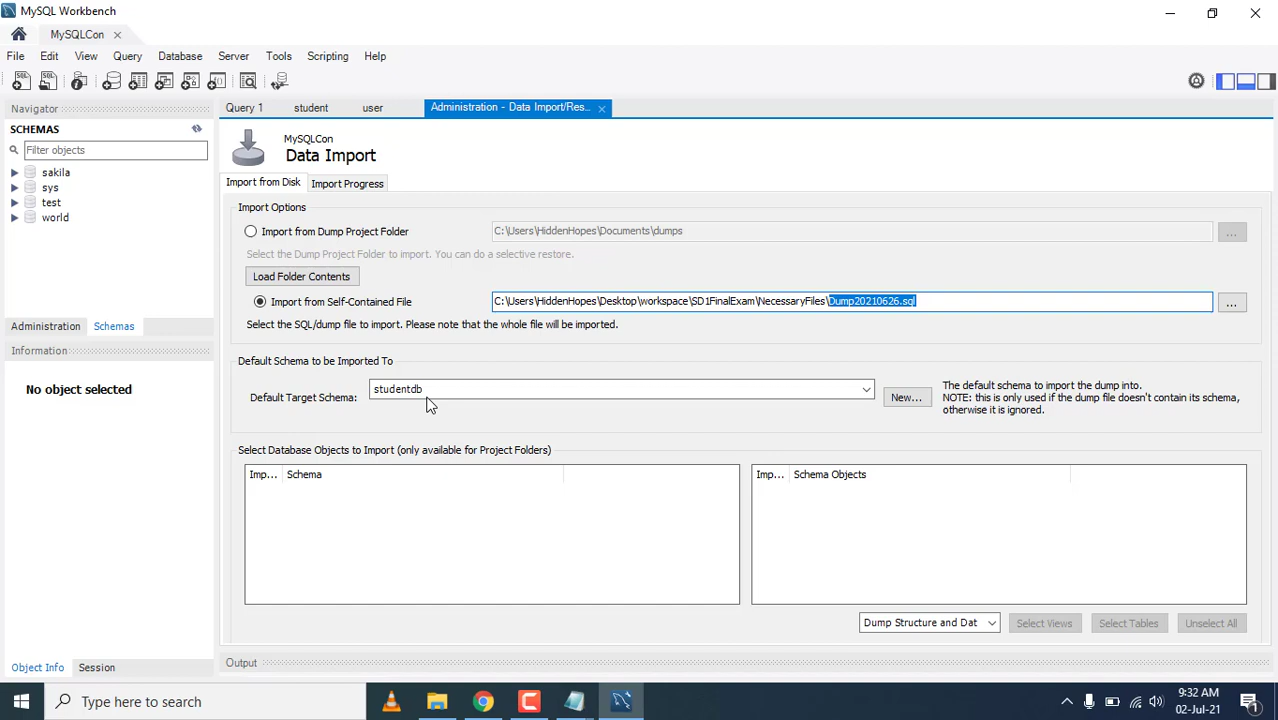 MySQL Workbench
MySQLCon
File Edit View Query Database Server Tools Scripting Help
Navigator
SCHEMAS
Filter objects
sakila
sys
test
world
Administration Schemas
Information
No object selected
Object Info Session
Query 1 student user Administration - Data Import/Res...
MySQLCon
Data Import
Import from Disk Import Progress
Import Options
Import from Dump Project Folder C:\Users\HiddenHopes\Documents\dumps ...
Select the Dump Project Folder to import. You can do a selective restore.
Load Folder Contents
Import from Self-Contained File C:\Users\HiddenHopes\Desktop\workspace\SD1FinalExam\NecessaryFiles\Dump20210626.sql ...
Select the SQL/dump file to import. Please note that the whole file will be imported.
Default Schema to be Imported To
Default Target Schema: studentdb New...
The default schema to import the dump into.
NOTE: this is only used if the dump file doesn't contain its schema,
otherwise it is ignored.
Select Database Objects to Import (only available for Project Folders)
Imp... Schema Imp... Schema Objects
Dump Structure and Dat Select Views Select Tables Unselect All
Output
Type here to search
9:32 AM
02-Jul-21
1